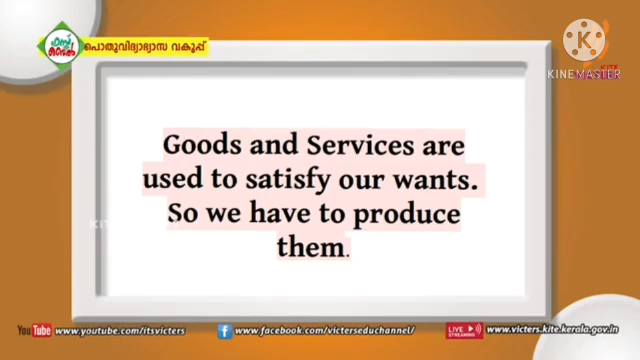 പൊതുവിദ്യാഭ്യാസ വകുപ്പ്
K
KINEMASTER
Goods and Services are
used to satisfy our wants.
So we have to produce
them.
YouTube www.youtube.com/itsvicters
f www.facebook.com/victerseduchannel/
LIVE STREAMING www.victers.kite.kerala.gov.in